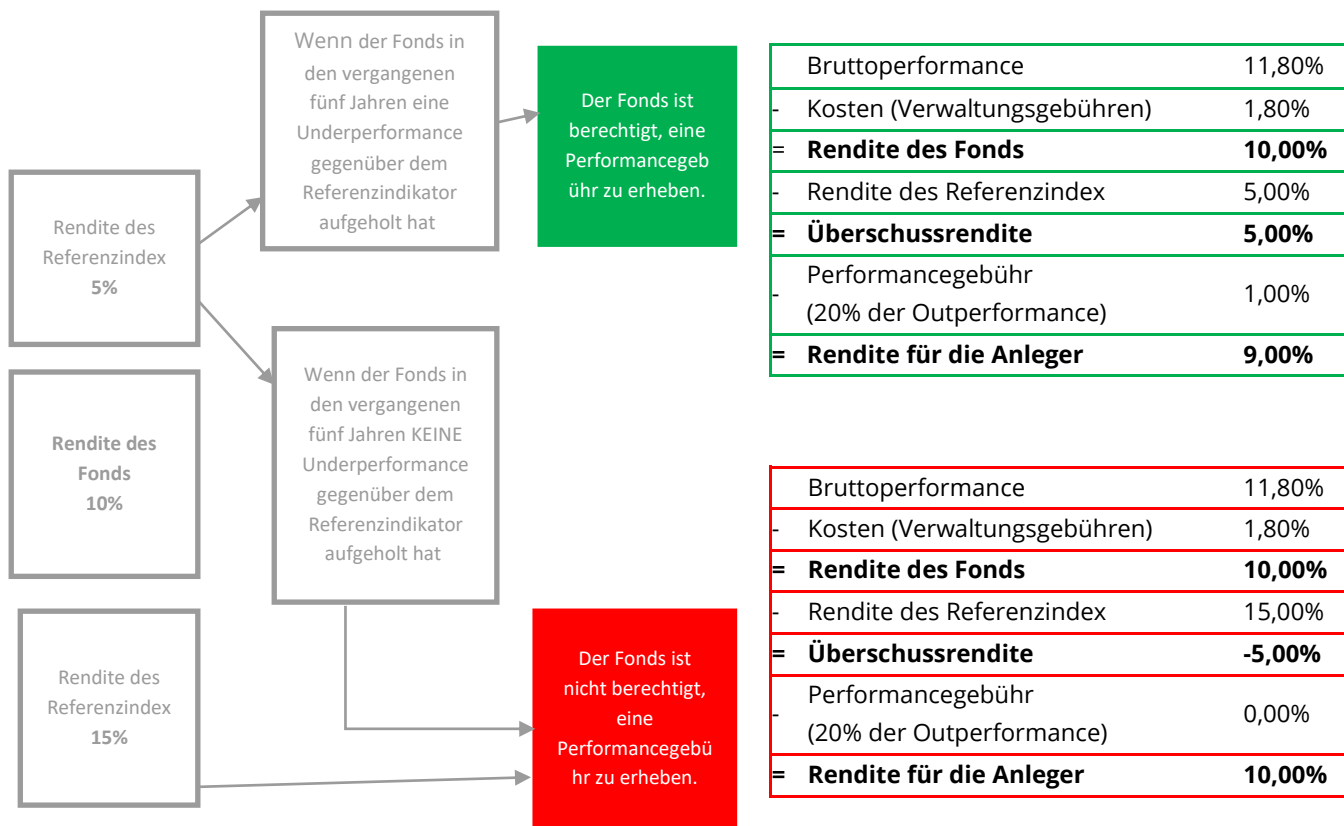 Rendite des
Referenzindex
5%
Rendite des
Fonds
10%
Rendite des
Referenzindex
15%
Wenn der Fonds in
den vergangenen
fünf Jahren eine
Underperformance
gegenüber dem
Referenzindikator
aufgeholt hat
Wenn der Fonds in
den vergangenen
fünf Jahren KEINE
Underperformance
gegenüber dem
Referenzindikator
aufgeholt hat
Der Fonds ist
berechtigt, eine
Performancegeb
ühr zu erheben.
Der Fonds ist
nicht berechtigt,
eine
Performancegebü
hr zu erheben.
Bruttoperformance 11,80%
- Kosten (Verwaltungsgebühren) 1,80%
= Rendite des Fonds 10,00%
- Rendite des Referenzindex 5,00%
= Überschussrendite 5,00%
- Performancegebühr
(20% der Outperformance) 1,00%
= Rendite für die Anleger 9,00%
Bruttoperformance 11,80%
- Kosten (Verwaltungsgebühren) 1,80%
= Rendite des Fonds 10,00%
- Rendite des Referenzindex 15,00%
= Überschussrendite -5,00%
- Performancegebühr
(20% der Outperformance) 0,00%
= Rendite für die Anleger 10,00%